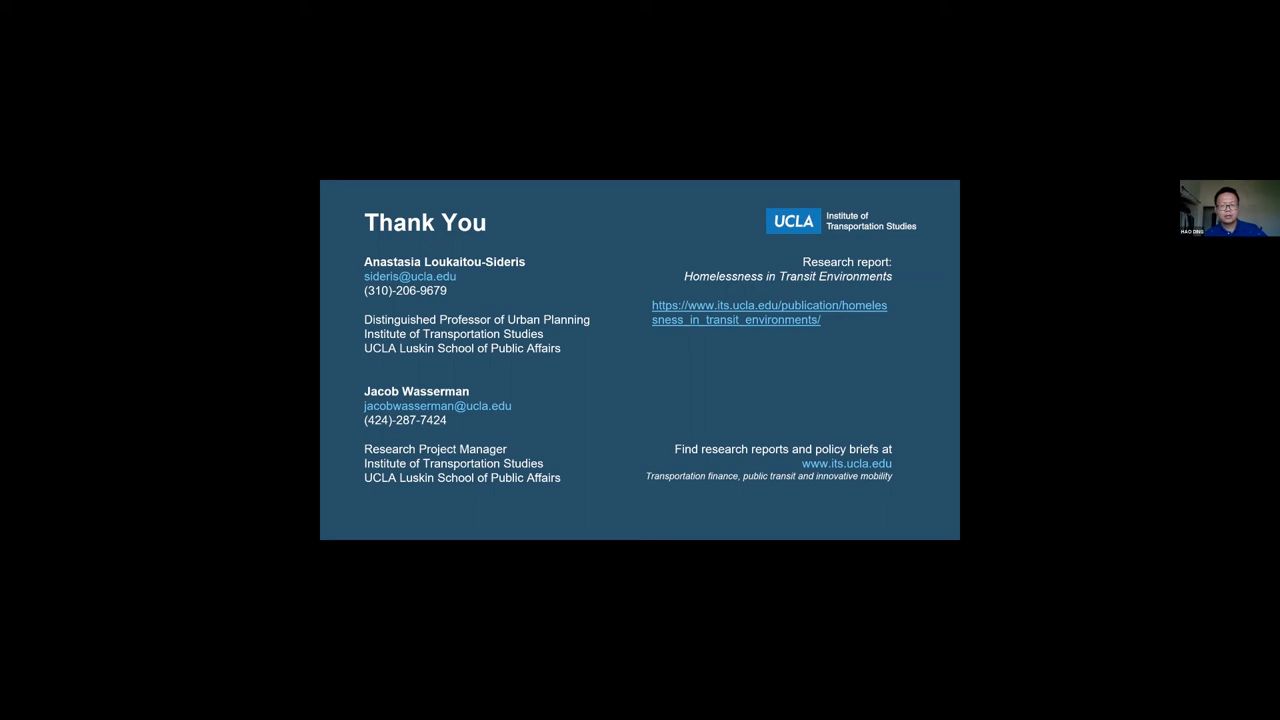 Thank You
UCLA
Institute of
Transportation Studies
Anastasia Loukaitou-Sideris
sideris@ucla.edu
(310)-206-9679
Distinguished Professor of Urban Planning
Institute of Transportation Studies
UCLA Luskin School of Public Affairs
Jacob Wasserman
jacobwasserman@ucla.edu
(424)-287-7424
Research Project Manager
Institute of Transportation Studies
UCLA Luskin School of Public Affairs
Research report:
Homelessness in Transit Environments
https://www.its.ucla.edu/publication/homeles
sness_in_transit_environments/
Find research reports and policy briefs at
www.its.ucla.edu
Transportation finance, public transit and innovative mobility
HAO DING